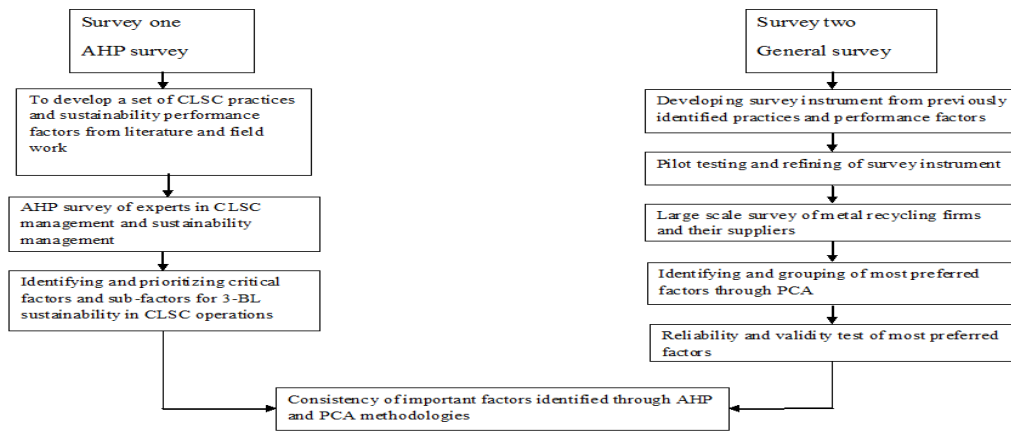 Survey one
AHP survey
To develop a set of CLSC practices
and sustainability performance
factors from literature and field
work
AHP survey of experts in CLSC
management and sustainability
management
Identifying and prioritizing critical
factors and sub-factors for 3-BL
sustainability in CLSC operations
Survey two
General survey
Developing survey instrument from previously
identified practices and performance factors
Pilot testing and refining of survey instrument
Large scale survey of metal recycling firms
and their suppliers
Identifying and grouping of most preferred
factors through PCA
Reliability and validity test of most preferred
factors
Consistency of important factors identified through AHP
and PCA methodologies